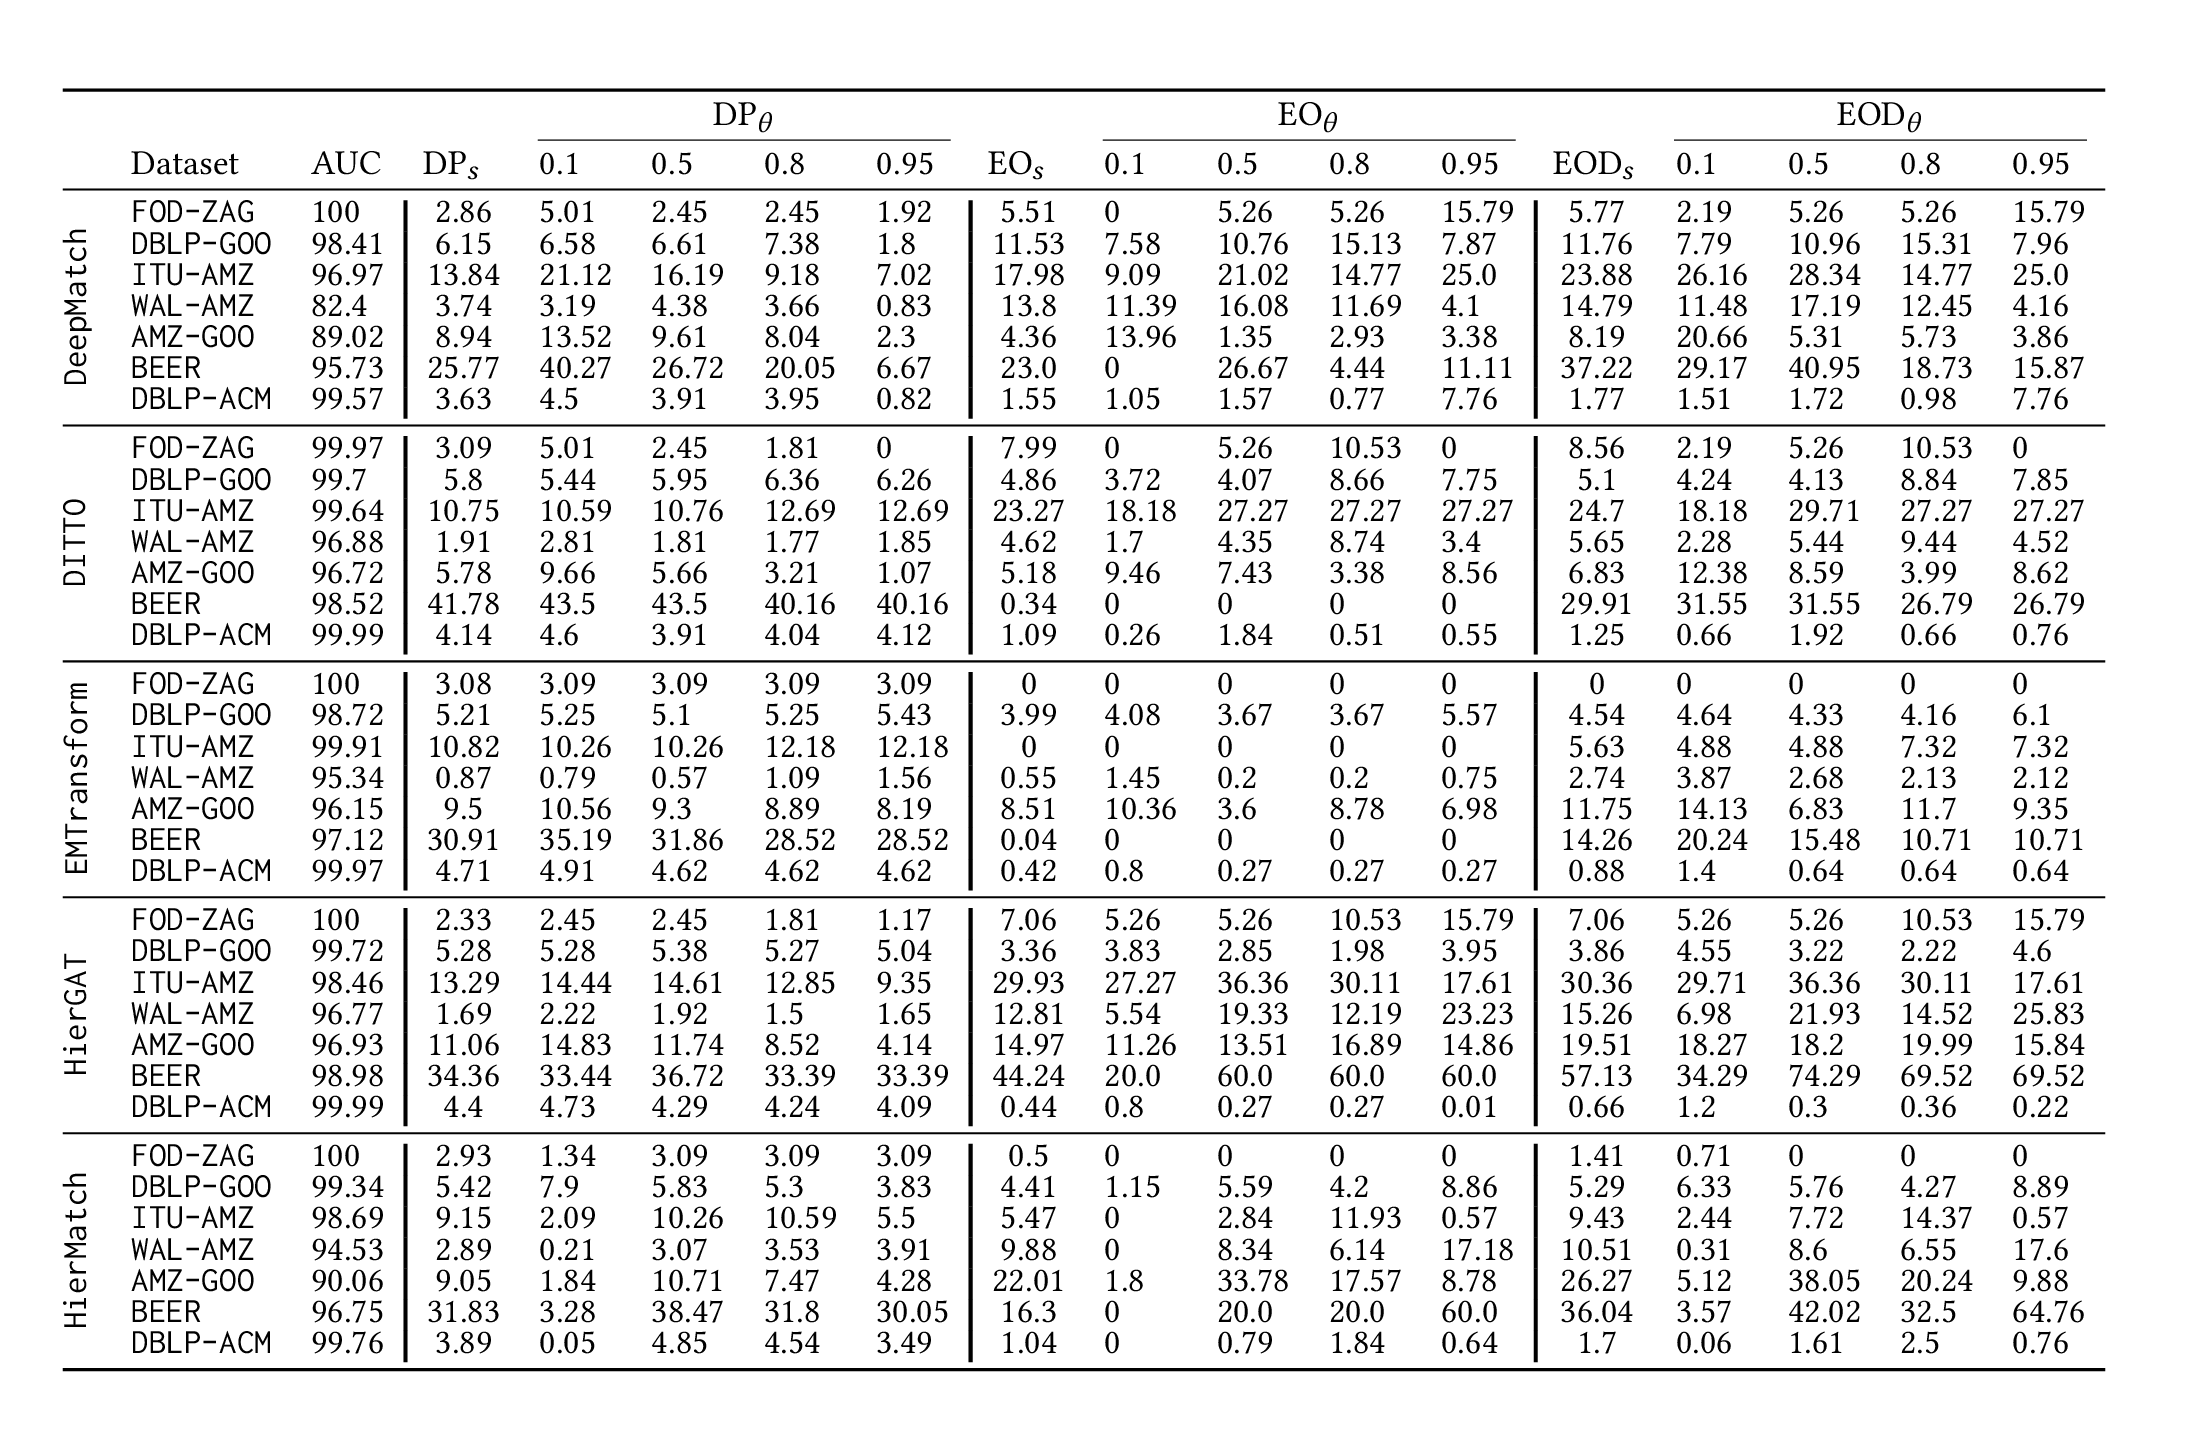 DPθ EOθ EODθ
Dataset AUC DPs 0.1 0.5 0.8 0.95 EOs 0.1 0.5 0.8 0.95 EODs 0.1 0.5 0.8 0.95
DeepMatch
FOD-ZAG 100 2.86 5.01 2.45 2.45 1.92 5.51 0 5.26 5.26 15.79 5.77 2.19 5.26 5.26 15.79
DBLP-GOO 98.41 6.15 6.58 6.61 7.38 1.8 11.53 7.58 10.76 15.13 7.87 11.76 7.79 10.96 15.31 7.96
ITU-AMZ 96.97 13.84 21.12 16.19 9.18 7.02 17.98 9.09 21.02 14.77 25.0 23.88 26.16 28.34 14.77 25.0
WAL-AMZ 82.4 3.74 3.19 4.38 3.66 0.83 13.8 11.39 16.08 11.69 4.1 14.79 11.48 17.19 12.45 4.16
AMZ-GOO 89.02 8.94 13.52 9.61 8.04 2.3 4.36 13.96 1.35 2.93 3.38 8.19 20.66 5.31 5.73 3.86
BEER 95.73 25.77 40.27 26.72 20.05 6.67 23.0 0 26.67 4.44 11.11 37.22 29.17 40.95 18.73 15.87
DBLP-ACM 99.57 3.63 4.5 3.91 3.95 0.82 1.55 1.05 1.57 0.77 7.76 1.77 1.51 1.72 0.98 7.76
DITTO
FOD-ZAG 99.97 3.09 5.01 2.45 1.81 0 7.99 0 5.26 10.53 0 8.56 2.19 5.26 10.53 0
DBLP-GOO 99.7 5.8 5.44 5.95 6.36 6.26 4.86 3.72 4.07 8.66 7.75 5.1 4.24 4.13 8.84 7.85
ITU-AMZ 99.64 10.75 10.59 10.76 12.69 12.69 23.27 18.18 27.27 27.27 27.27 24.7 18.18 29.71 27.27 27.27
WAL-AMZ 96.88 1.91 2.81 1.81 1.77 1.85 4.62 1.7 4.35 8.74 3.4 5.65 2.28 5.44 9.44 4.52
AMZ-GOO 96.72 5.78 9.66 5.66 3.21 1.07 5.18 9.46 7.43 3.38 8.56 6.83 12.38 8.59 3.99 8.62
BEER 98.52 41.78 43.5 43.5 40.16 40.16 0.34 0 0 0 0 29.91 31.55 31.55 26.79 26.79
DBLP-ACM 99.99 4.14 4.6 3.91 4.04 4.12 1.09 0.26 1.84 0.51 0.55 1.25 0.66 1.92 0.66 0.76
EMTransform
FOD-ZAG 100 3.08 3.09 3.09 3.09 3.09 0 0 0 0 0 0 0 0 0 0
DBLP-GOO 98.72 5.21 5.25 5.1 5.25 5.43 3.99 4.08 3.67 3.67 5.57 4.54 4.64 4.33 4.16 6.1
ITU-AMZ 99.91 10.82 10.26 10.26 12.18 12.18 0 0 0 0 0 5.63 4.88 4.88 7.32 7.32
WAL-AMZ 95.34 0.87 0.79 0.57 1.09 1.56 0.55 1.45 0.2 0.2 0.75 2.74 3.87 2.68 2.13 2.12
AMZ-GOO 96.15 9.5 10.56 9.3 8.89 8.19 8.51 10.36 3.6 8.78 6.98 11.75 14.13 6.83 11.7 9.35
BEER 97.12 30.91 35.19 31.86 28.52 28.52 0.04 0 0 0 0 14.26 20.24 15.48 10.71 10.71
DBLP-ACM 99.97 4.71 4.91 4.62 4.62 4.62 0.42 0.8 0.27 0.27 0.27 0.88 1.4 0.64 0.64 0.64
HierGAT
FOD-ZAG 100 2.33 2.45 2.45 1.81 1.17 7.06 5.26 5.26 10.53 15.79 7.06 5.26 5.26 10.53 15.79
DBLP-GOO 99.72 5.28 5.28 5.38 5.27 5.04 3.36 3.83 2.85 1.98 3.95 3.86 4.55 3.22 2.22 4.6
ITU-AMZ 98.46 13.29 14.44 14.61 12.85 9.35 29.93 27.27 36.36 30.11 17.61 30.36 29.71 36.36 30.11 17.61
WAL-AMZ 96.77 1.69 2.22 1.92 1.5 1.65 12.81 5.54 19.33 12.19 23.23 15.26 6.98 21.93 14.52 25.83
AMZ-GOO 96.93 11.06 14.83 11.74 8.52 4.14 14.97 11.26 13.51 16.89 14.86 19.51 18.27 18.2 19.99 15.84
BEER 98.98 34.36 33.44 36.72 33.39 33.39 44.24 20.0 60.0 60.0 60.0 57.13 34.29 74.29 69.52 69.52
DBLP-ACM 99.99 4.4 4.73 4.29 4.24 4.09 0.44 0.8 0.27 0.27 0.01 0.66 1.2 0.3 0.36 0.22
HierMatch
FOD-ZAG 100 2.93 1.34 3.09 3.09 3.09 0.5 0 0 0 0 1.41 0.71 0 0 0
DBLP-GOO 99.34 5.42 7.9 5.83 5.3 3.83 4.41 1.15 5.59 4.2 8.86 5.29 6.33 5.76 4.27 8.89
ITU-AMZ 98.69 9.15 2.09 10.26 10.59 5.5 5.47 0 2.84 11.93 0.57 9.43 2.44 7.72 14.37 0.57
WAL-AMZ 94.53 2.89 0.21 3.07 3.53 3.91 9.88 0 8.34 6.14 17.18 10.51 0.31 8.6 6.55 17.6
AMZ-GOO 90.06 9.05 1.84 10.71 7.47 4.28 22.01 1.8 33.78 17.57 8.78 26.27 5.12 38.05 20.24 9.88
BEER 96.75 31.83 3.28 38.47 31.8 30.05 16.3 0 20.0 20.0 60.0 36.04 3.57 42.02 32.5 64.76
DBLP-ACM 99.76 3.89 0.05 4.85 4.54 3.49 1.04 0 0.79 1.84 0.64 1.7 0.06 1.61 2.5 0.76